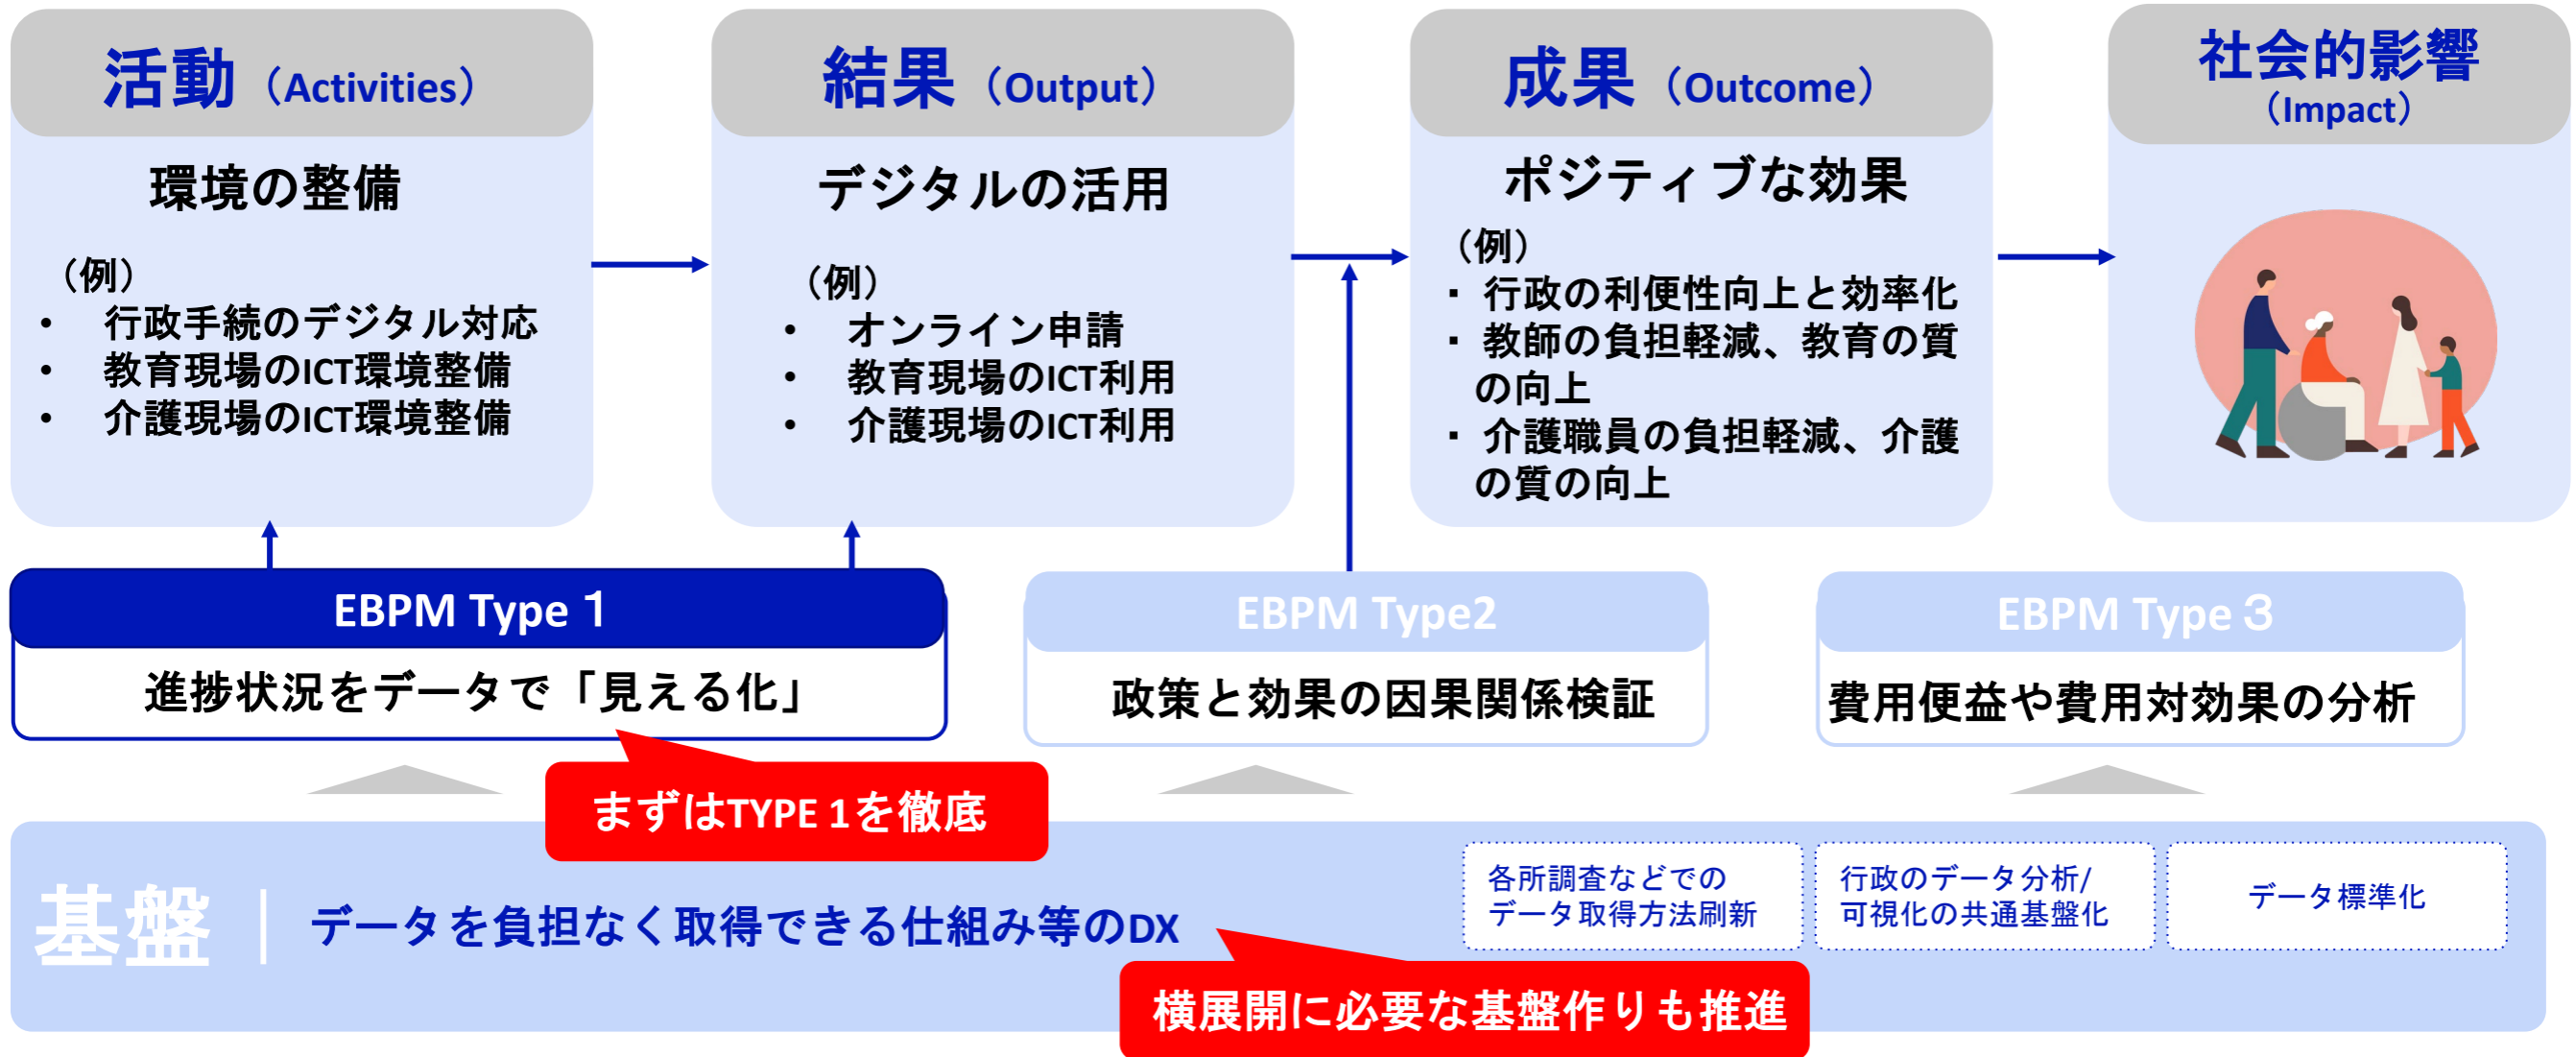 活動（Activities）
環境の整備
（例）
• 行政手続のデジタル対応
• 教育現場のICT環境整備
• 介護現場のICT環境整備
結果（Output）
デジタルの活用
（例）
• オンライン申請
• 教育現場のICT利用
• 介護現場のICT利用
成果（Outcome）
ポジティブな効果
（例）
・行政の利便性向上と効率化
・教師の負担軽減、教育の質
の向上
・介護職員の負担軽減、介護
の質の向上
社会的影響
（Impact）
EBPM Type１
進捗状況をデータで「見える化」
EBPM Type2
政策と効果の因果関係検証
EBPM Type３
費用便益や費用対効果の分析
まずはTYPE 1を徹底
基盤
データを負担なく取得できる仕組み等のDX
各所調査などでの
データ取得方法刷新
行政のデータ分析/
可視化の共通基盤化
データ標準化
横展開に必要な基盤作りも推進